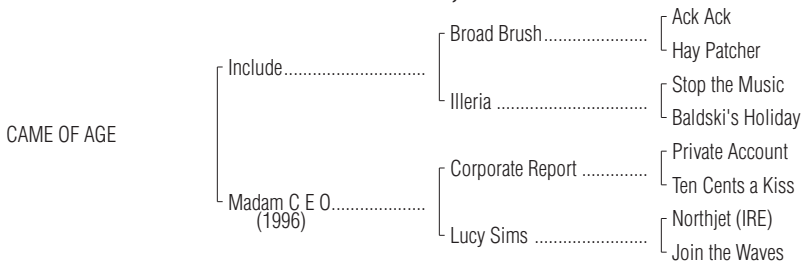 Ack Ack
Broad Brush......................
Hay Patcher
Include..............................
Stop the Music
Illeria ................................
Baldski's Holiday
CAME OF AGE
Private Account
Corporate Report ..............
Ten Cents a Kiss
Madam C E O....................
(1996)
Northjet (IRE)
Lucy Sims ........................
Join the Waves